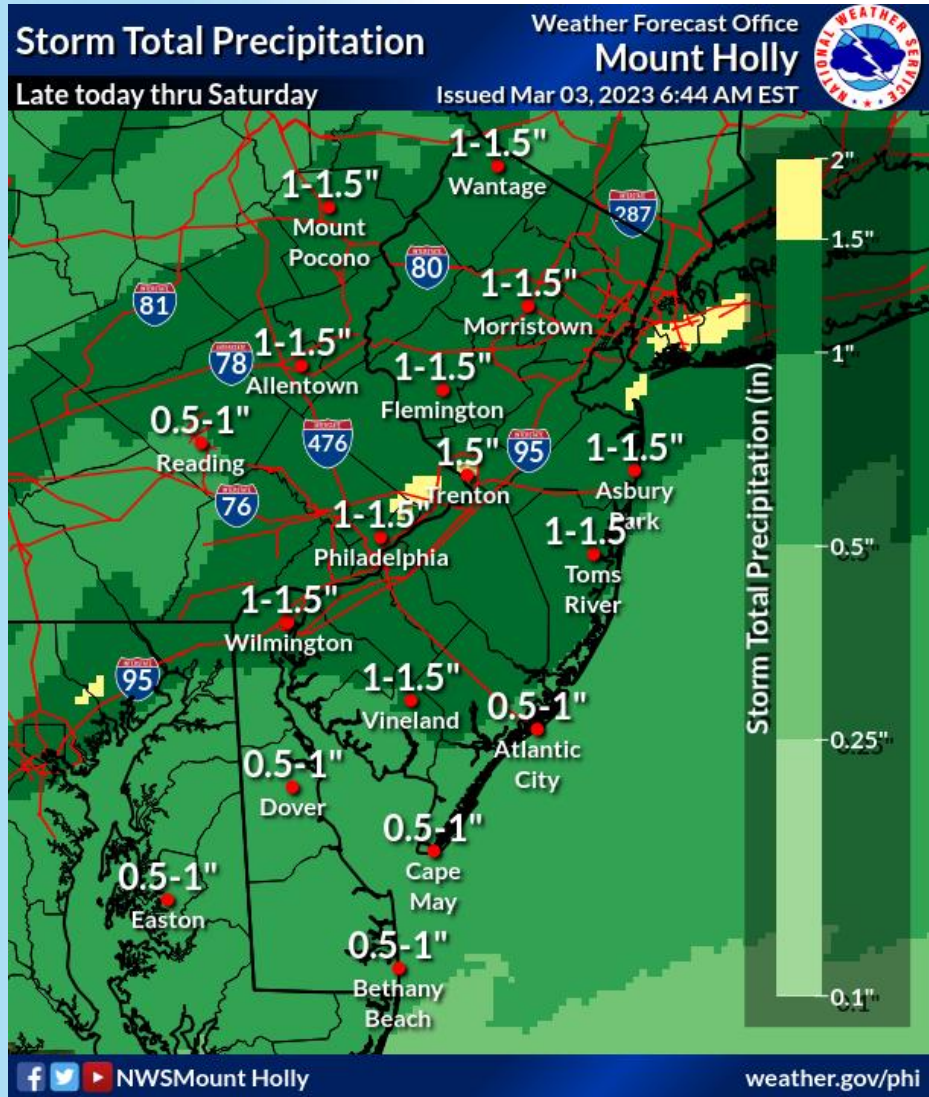 Storm Total Precipitation
Late today thru Saturday
Weather Forecast Office
Mount Holly
Issued Mar 03, 2023 6:44 AM EST
NATIONAL WEATHER SERVICE
1-1.5"
Wantage
1-1.5"
Mount
Pocono
287
80
81
1-1.5"
Morristown
78
1-1.5"
Allentown
1-1.5"
Flemington
0.5-1"
Reading
476
95
1.5"
Trenton
1-1.5"
Asbury
Park
76
1-1.5"
Philadelphia
1-1.5"
Toms
River
1-1.5"
Wilmington
95
1-1.5"
Vineland
0.5-1"
Atlantic
City
0.5-1"
Dover
0.5-1"
Cape
May
0.5-1"
Easton
0.5-1"
Bethany
Beach
Storm Total Precipitation (in)
2"
1.5"
1"
0.5"
0.25"
0.1"
NWSMount Holly
weather.gov/phi